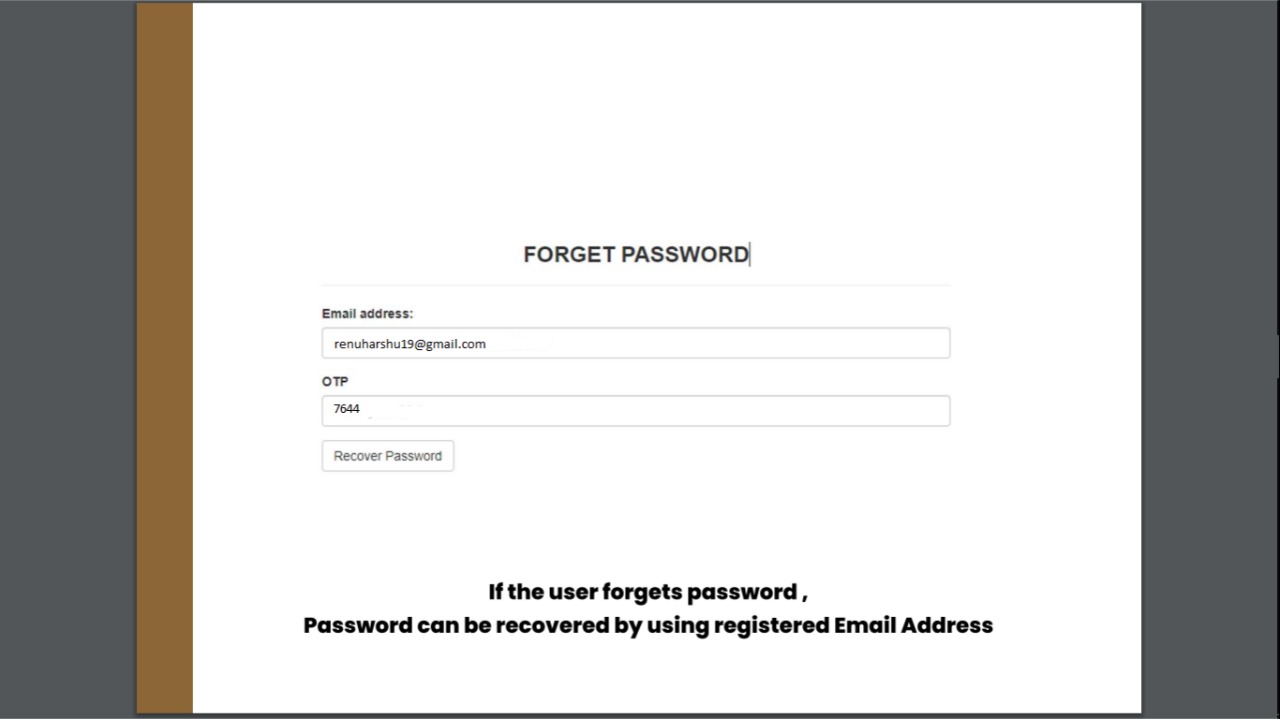 FORGET PASSWORD
Email address:
renuharshu19@gmail.com
OTP
7644
Recover Password
If the user forgets password ,
Password can be recovered by using registered Email Address